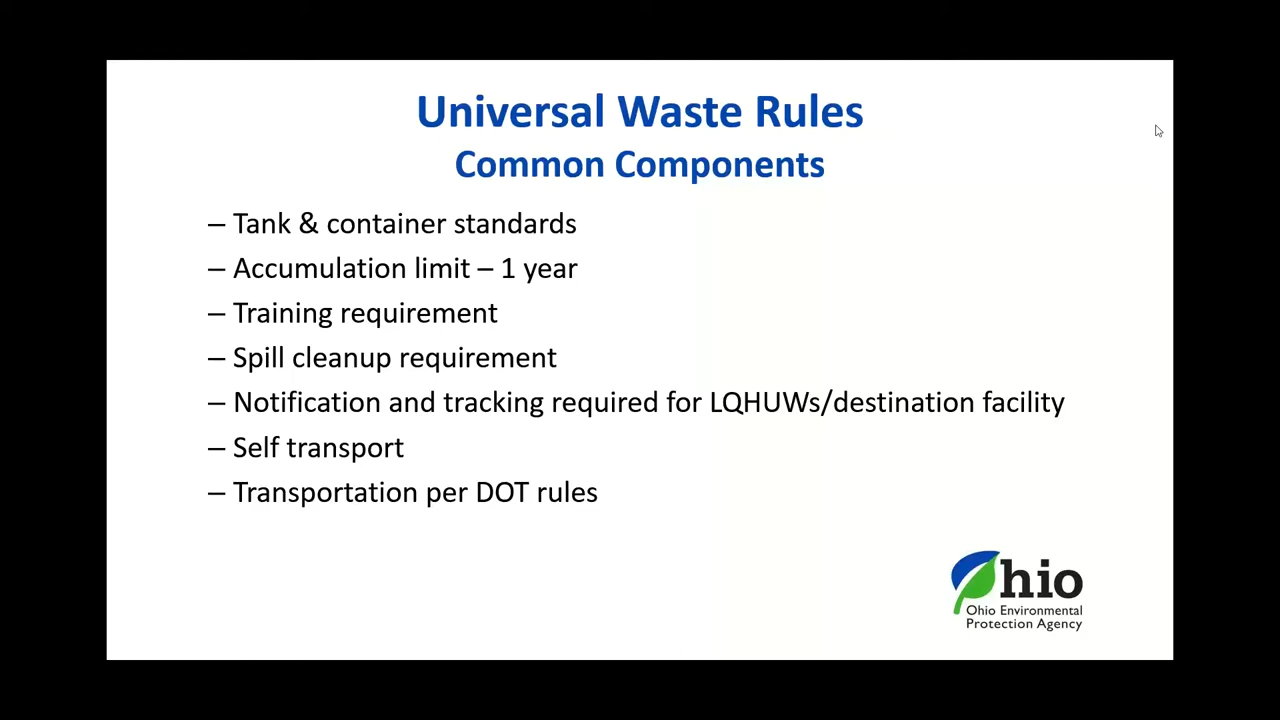 Universal Waste Rules
Common Components
– Tank & container standards
– Accumulation limit – 1 year
– Training requirement
– Spill cleanup requirement
– Notification and tracking required for LQHUWs/destination facility
– Self transport
– Transportation per DOT rules
Ohio
Ohio Environmental
Protection Agency